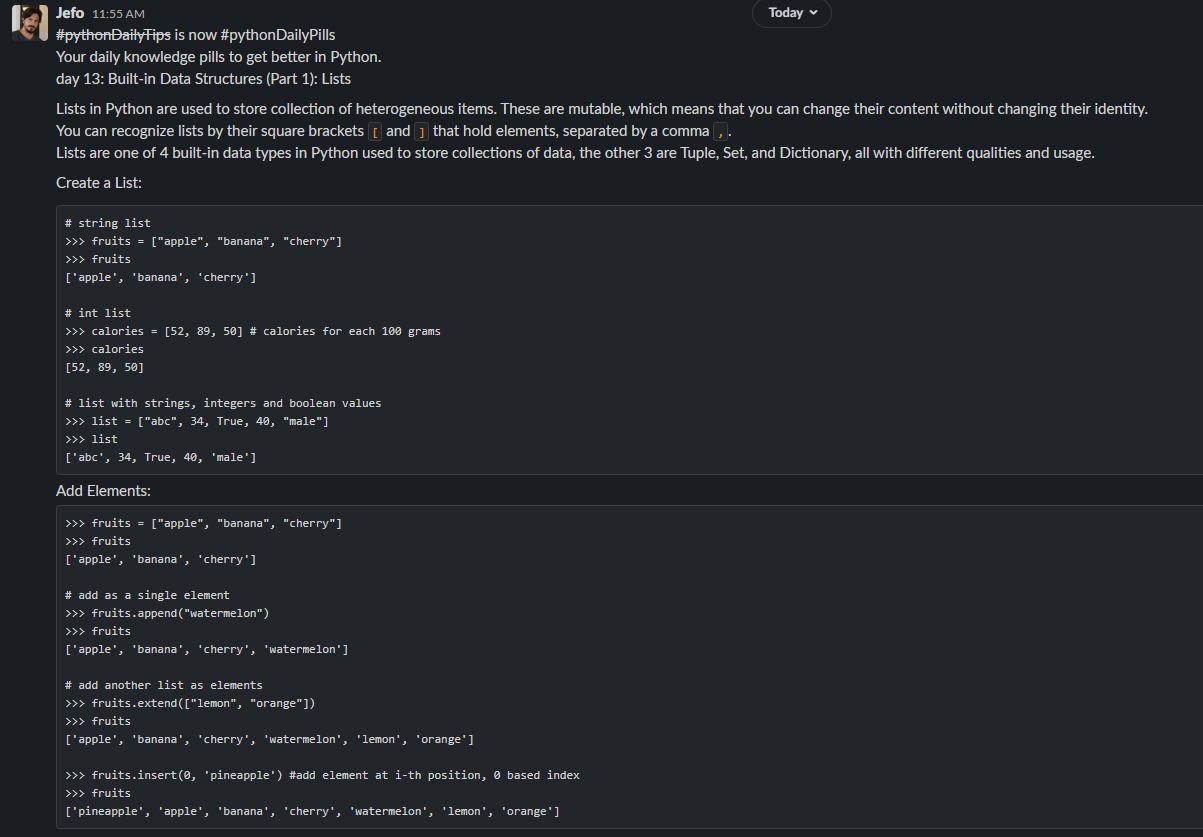 Jefo 11:55 AM
Today
#pythonDailyTips is now #pythonDailyPills
Your daily knowledge pills to get better in Python.
day 13: Built-in Data Structures (Part 1): Lists
Lists in Python are used to store collection of heterogeneous items. These are mutable, which means that you can change their content without changing their identity.
You can recognize lists by their square brackets [ and ] that hold elements, separated by a comma , .
Lists are one of 4 built-in data types in Python used to store collections of data, the other 3 are Tuple, Set, and Dictionary, all with different qualities and usage.
Create a List:
# string list
>>> fruits = ["apple", "banana", "cherry"]
>>> fruits
['apple', 'banana', 'cherry']
# int list
>>> calories = [52, 89, 50] # calories for each 100 grams
>>> calories
[52, 89, 50]
# list with strings, integers and boolean values
>>> list = ["abc", 34, True, 40, "male"]
>>> list
['abc', 34, True, 40, 'male']
Add Elements:
>>> fruits = ["apple", "banana", "cherry"]
>>> fruits
['apple', 'banana', 'cherry']
# add as a single element
>>> fruits.append("watermelon")
>>> fruits
['apple', 'banana', 'cherry', 'watermelon']
# add another list as elements
>>> fruits.extend(["lemon", "orange"])
>>> fruits
['apple', 'banana', 'cherry', 'watermelon', 'lemon', 'orange']
>>> fruits.insert(0, 'pineapple') #add element at i-th position, 0 based index
>>> fruits
['pineapple', 'apple', 'banana', 'cherry', 'watermelon', 'lemon', 'orange']